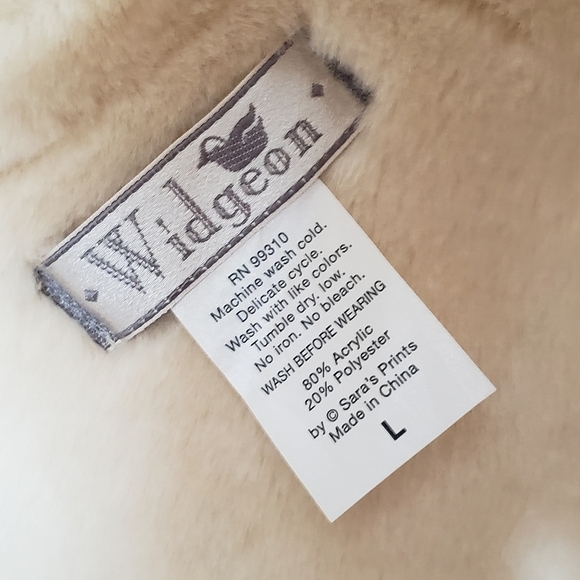 Widgeon
RN 99310
Machine wash cold.
Delicate cycle.
Wash with like colors.
Tumble dry, low.
No iron. No bleach.
WASH BEFORE WEARING
80% Acrylic
20% Polyester
by © Sara's Prints
Made in China
L